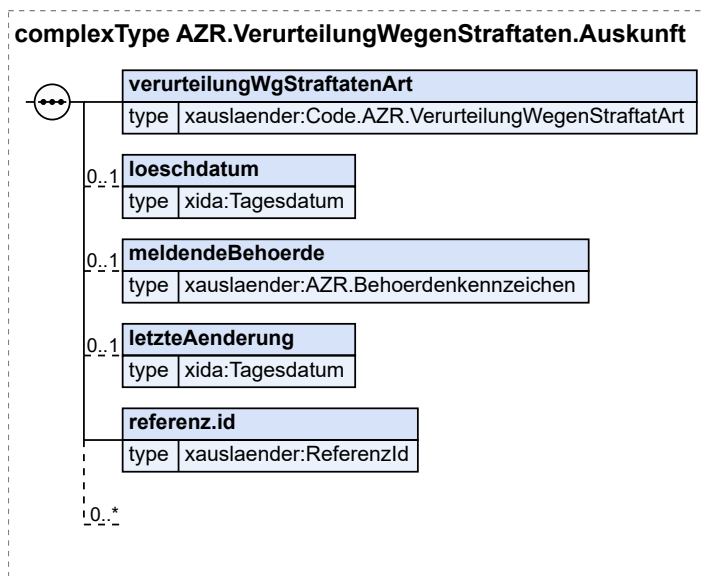 complexType AZR.VerurteilungWegenStraftaten.Auskunft
verurteilungWgStraftatenArt
type xauslaender:Code.AZR.VerurteilungWegenStraftatArt
0..1 loeschdatum
type xida:Tagesdatum
0..1 meldendeBehoerde
type xauslaender:AZR.Behoerdenkennzeichen
0..1 letzteAenderung
type xida:Tagesdatum
referenz.id
type xauslaender:ReferenzId
0..*